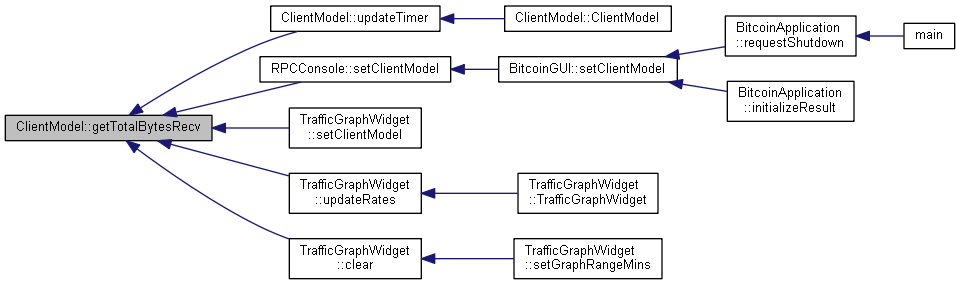 ClientModel::updateTimer
ClientModel::ClientModel
BitcoinApplication
::requestShutdown
main
RPCConsole::setClientModel
BitcoinGUI::setClientModel
BitcoinApplication
::initializeResult
ClientModel::getTotalBytesRecv
TrafficGraphWidget
::setClientModel
TrafficGraphWidget
::updateRates
TrafficGraphWidget
::TrafficGraphWidget
TrafficGraphWidget
::clear
TrafficGraphWidget
::setGraphRangeMins